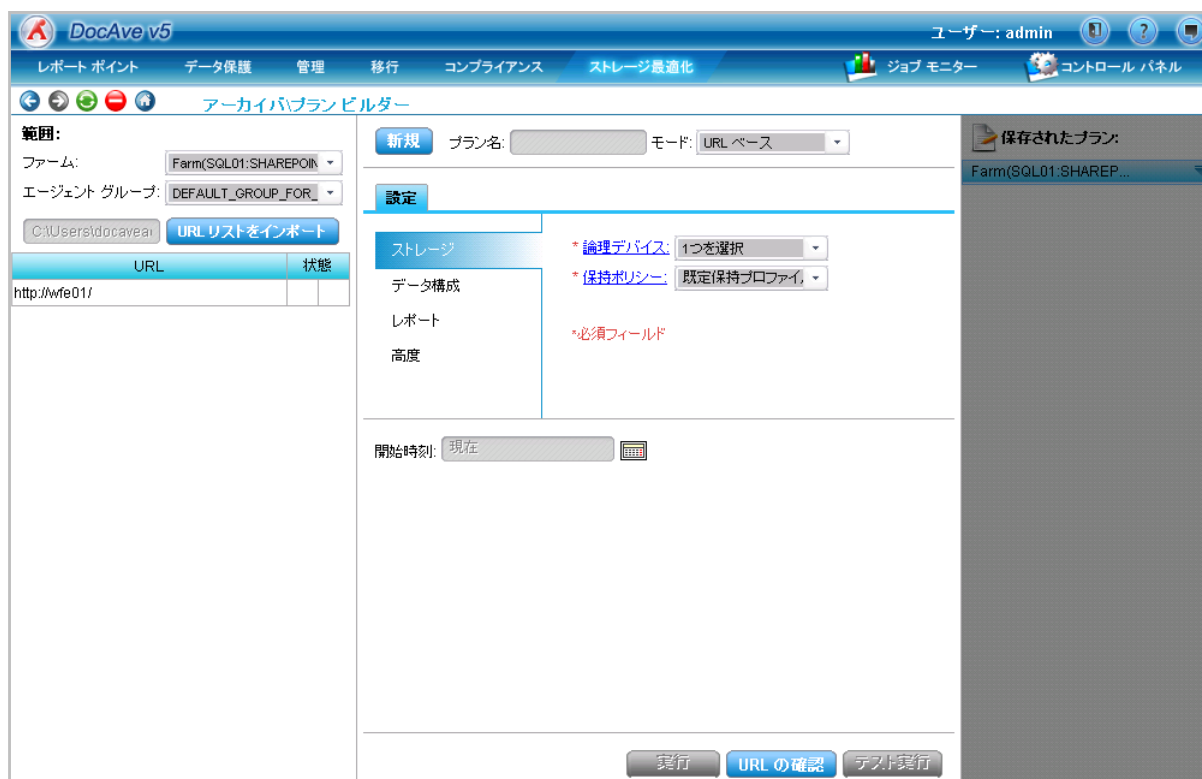 DocAve v5
ユーザー: admin
レポート ポイント データ保護 管理 移行 コンプライアンス ストレージ最適化 ジョブ モニター コントロール パネル
アーカイバ\プラン ビルダー
範囲:
ファーム: Farm(SQL01:SHAREPOIN
エージェント グループ: DEFAULT_GROUP_FOR_
C:\Users\docavea URL リストをインポート
URL 状態
http://wfe01/
新規 プラン名: モード: URL ベース
設定
ストレージ
データ構成
レポート
高度
* 論理デバイス: 1つを選択
* 保持ポリシー: 既定保持プロファイル
*必須フィールド
開始時刻: 現在
実行 URL の確認 テスト実行
保存されたプラン:
Farm(SQL01:SHAREP...